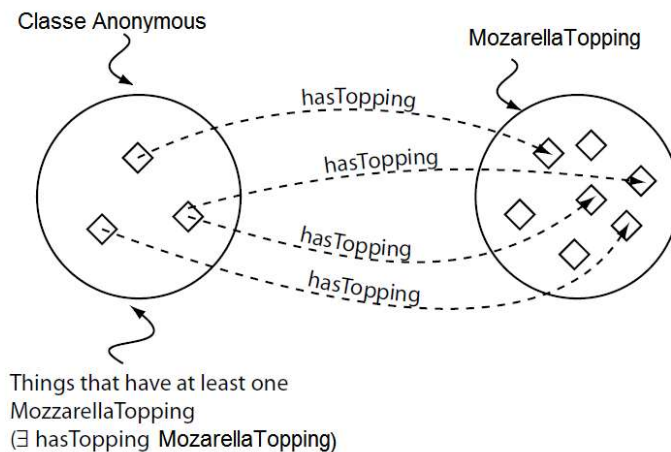 Classe Anonymous
MozarellaTopping
hasTopping
hasTopping
hasTopping
hasTopping
Things that have at least one
MozzarellaTopping
(∃ hasTopping MozarellaTopping)